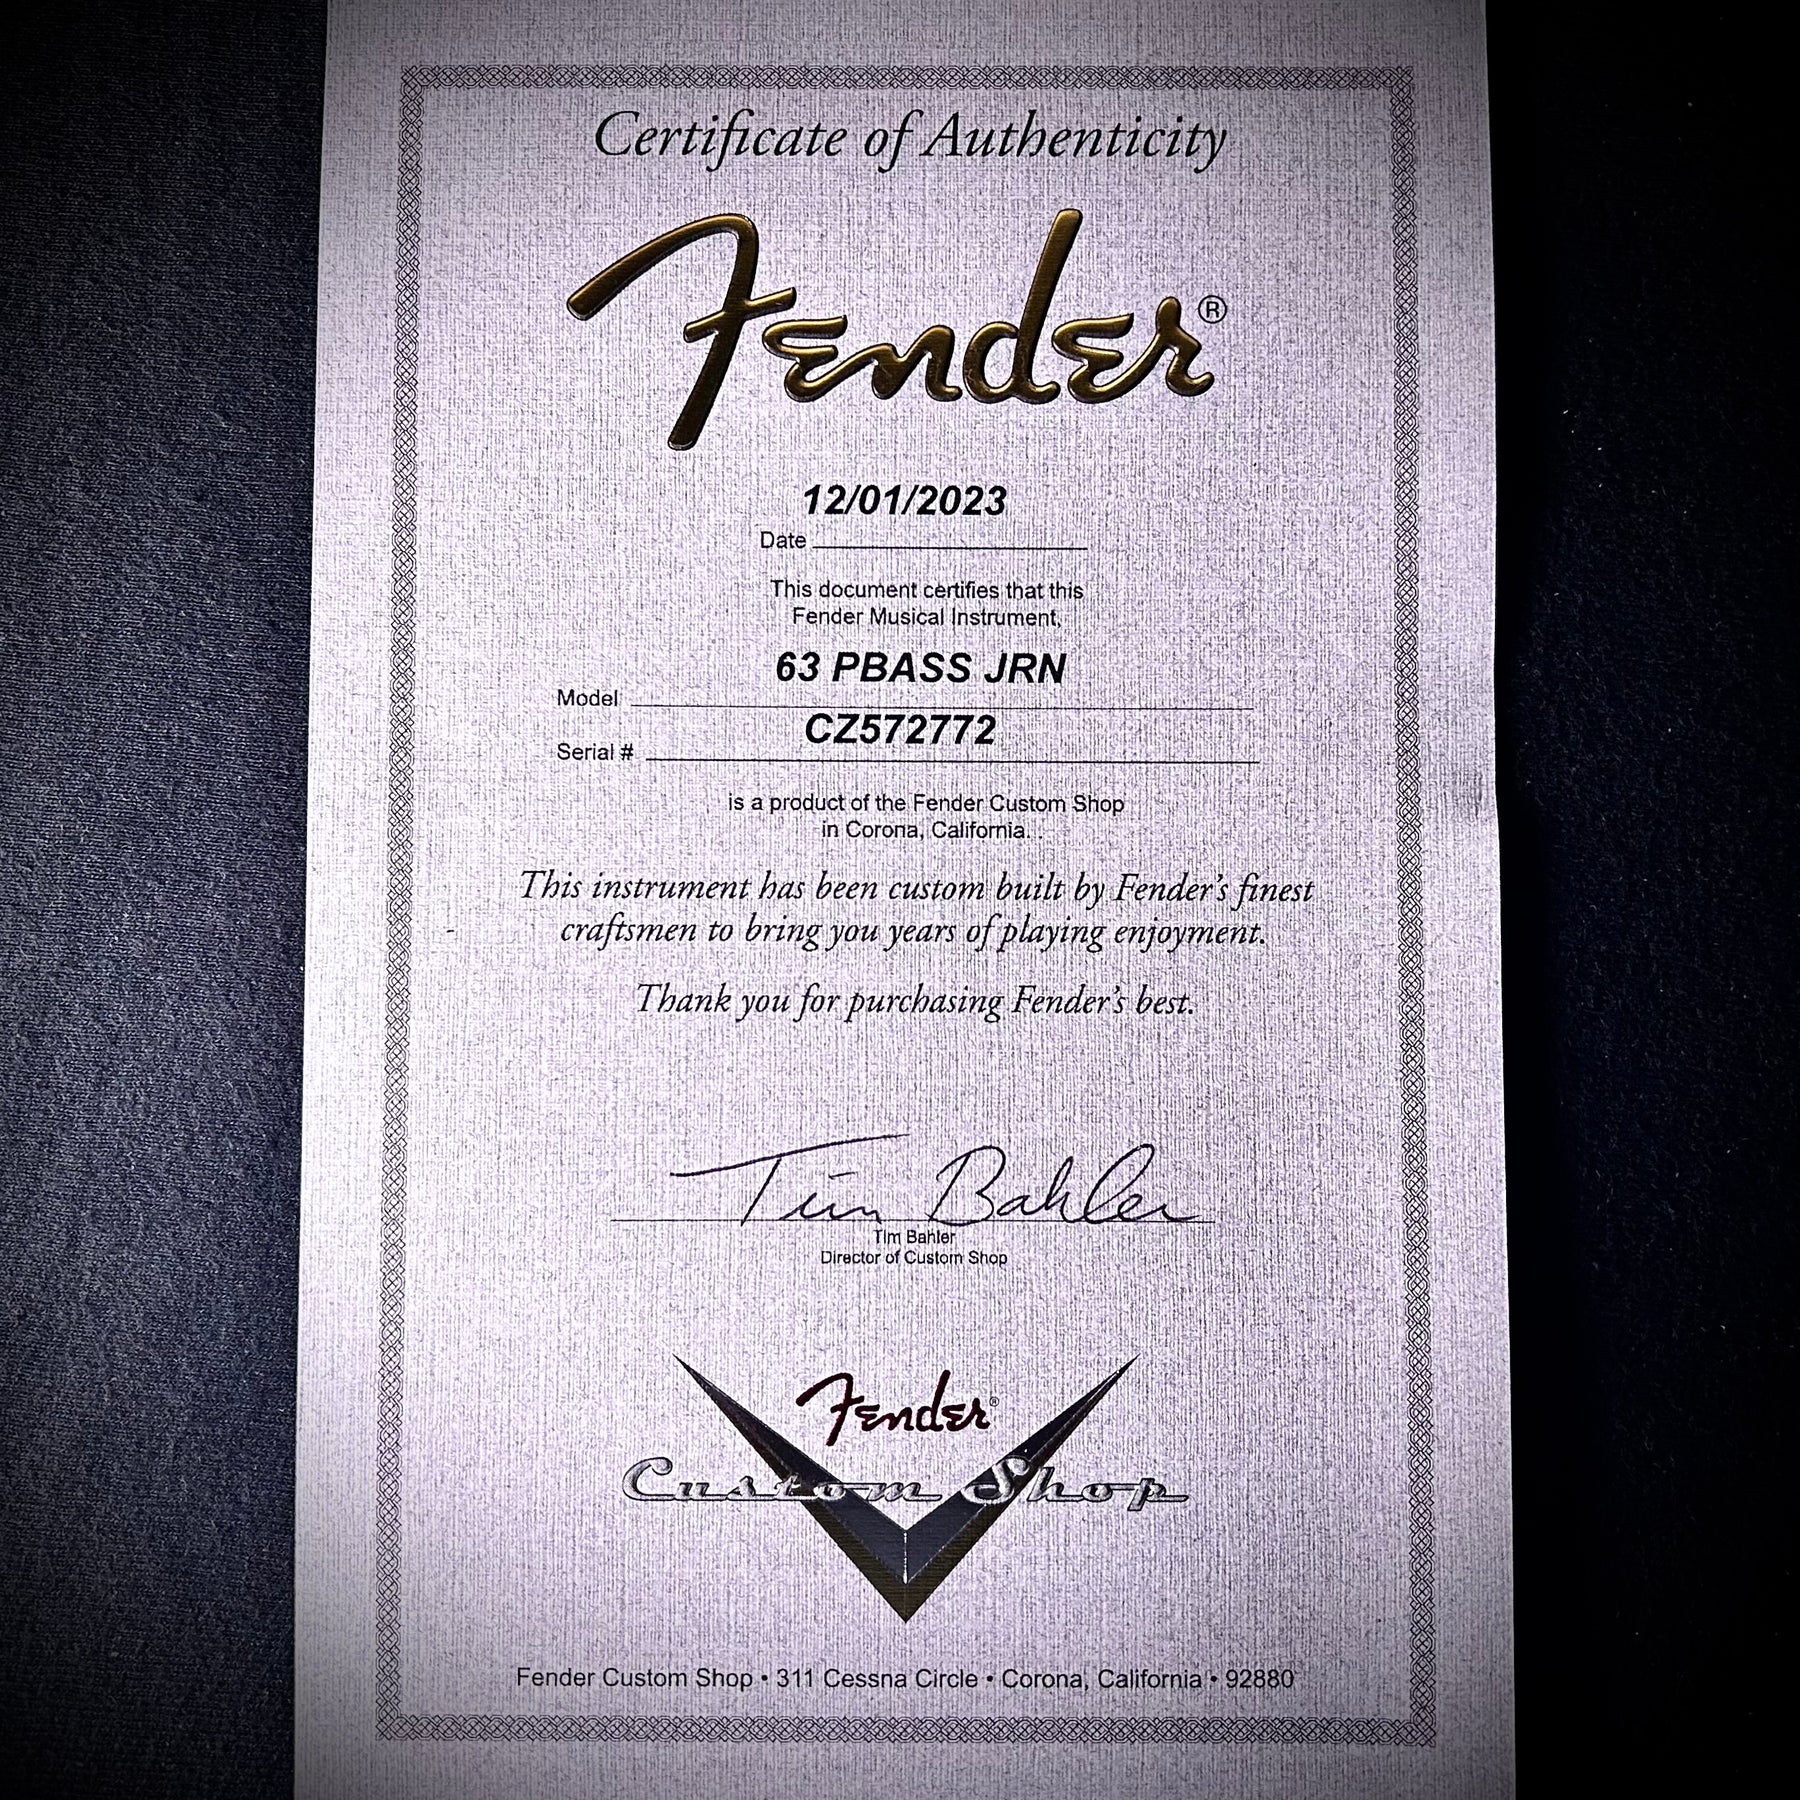 Certificate of Authenticity
Fender®
12/01/2023
Date
This document certifies that this
Fender Musical Instrument,
63 PBASS JRN
Model
CZ572772
Serial #
is a product of the Fender Custom Shop
in Corona, California.
This instrument has been custom built by Fender's finest
craftsmen to bring you years of playing enjoyment.
Thank you for purchasing Fender's best.
Tim Bahler
Tim Bahler
Director of Custom Shop
Fender®
Custom Shop
Fender Custom Shop • 311 Cessna Circle • Corona, California • 92880